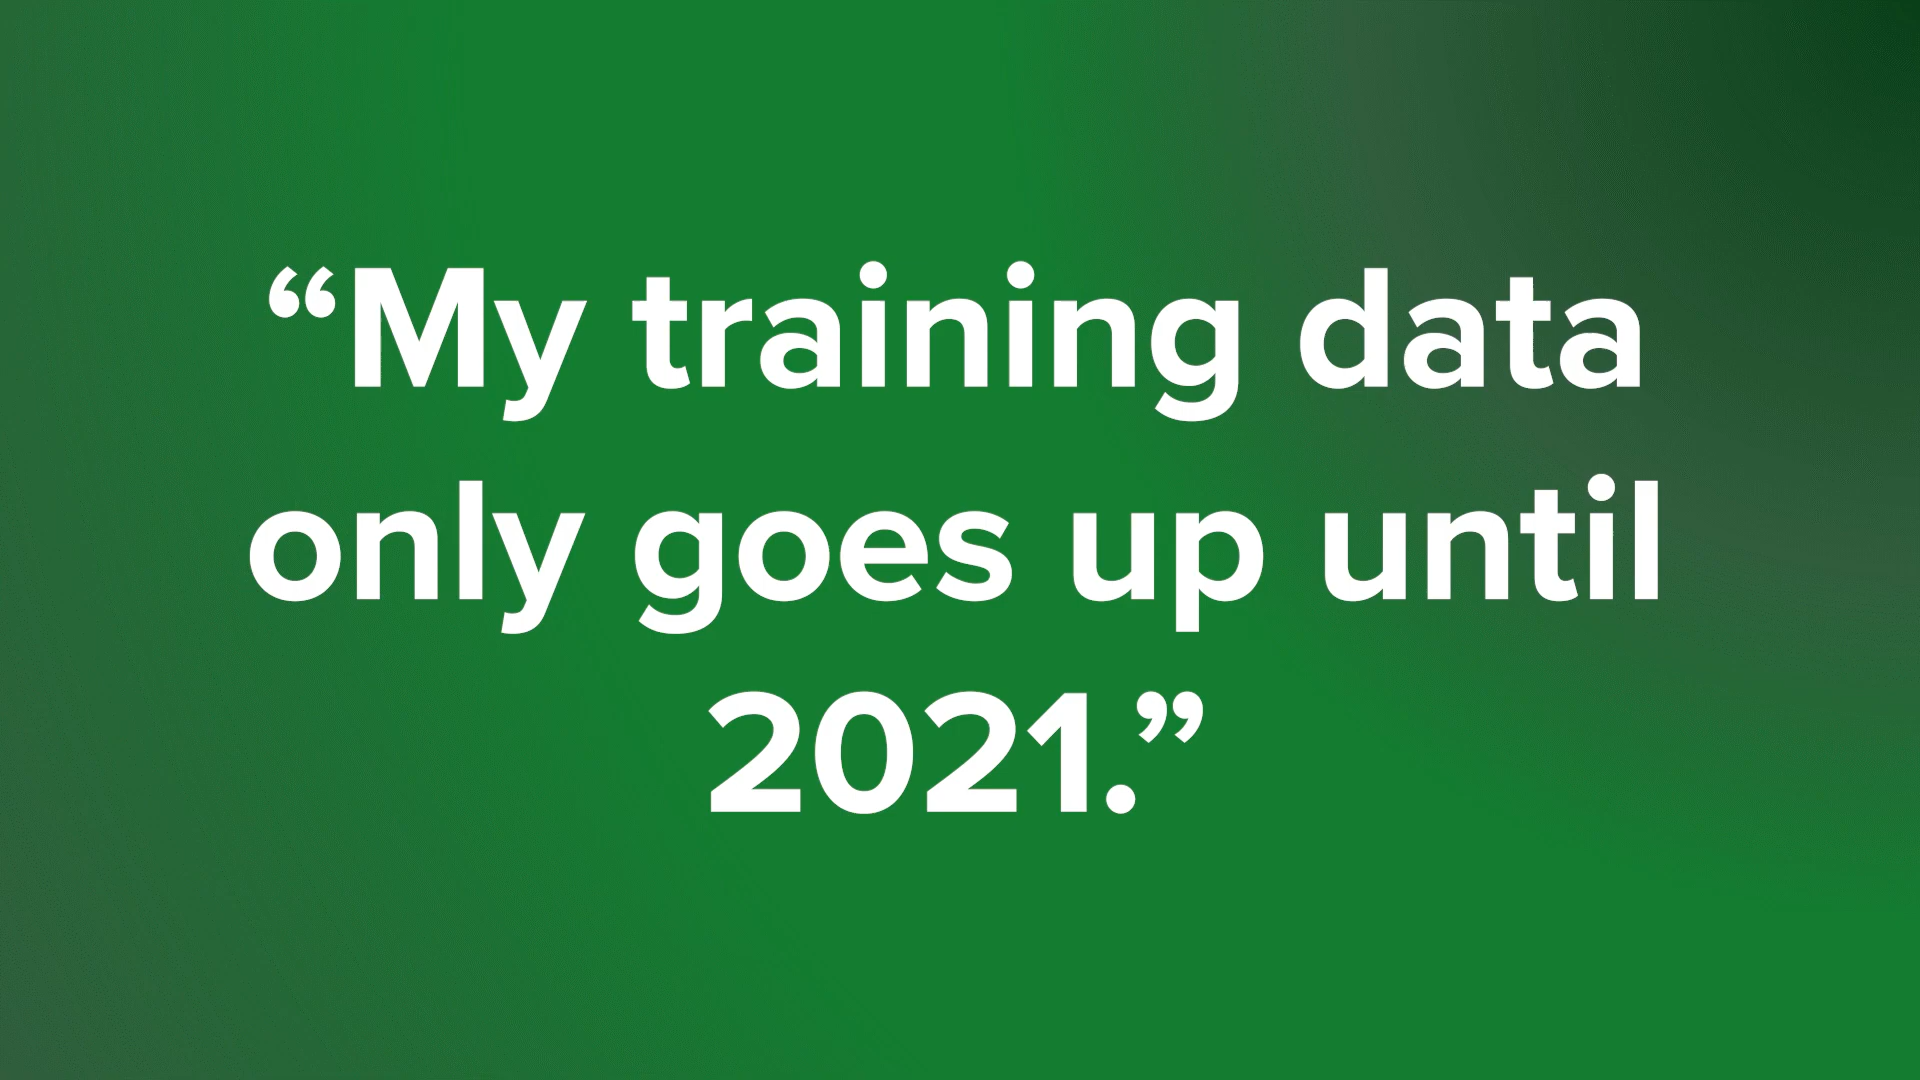 “My training data
only goes up until
2021.”